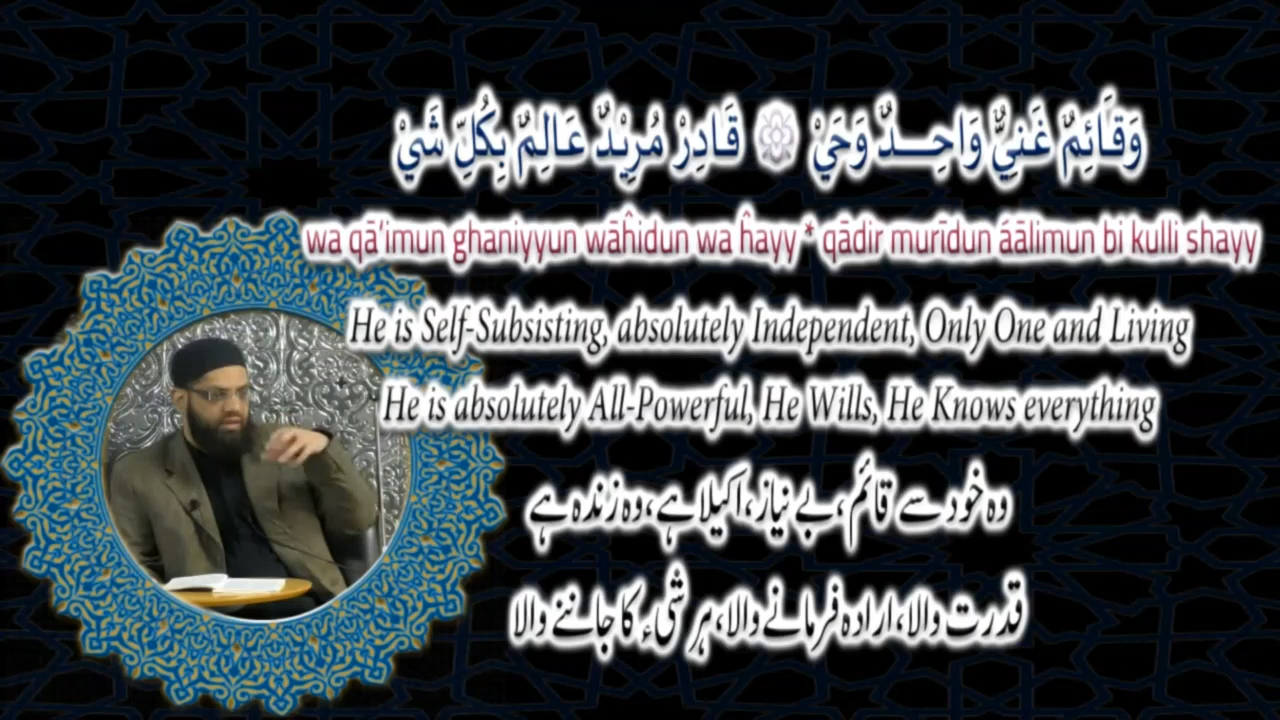 وَقَائِمٌ غَنِيٌّ وَاحِـــدٌ وَحَيْ ۞ قَادِرْ مُرِيْدٌ عَالِمٌ بِكُلِّ شَيْ
wa qā’imun ghaniyyun wāĥidun wa ĥayy * qādir murīdun áālimun bi kulli shayy
He is Self-Subsisting, absolutely Independent, Only One and Living
He is absolutely All-Powerful, He Wills, He Knows everything
وہ خود سے قائم، بے نیاز، اکیلا ہے، وہ زندہ ہے
قدرت والا، ارادہ فرمانے والا، ہر شیء کا جاننے والا